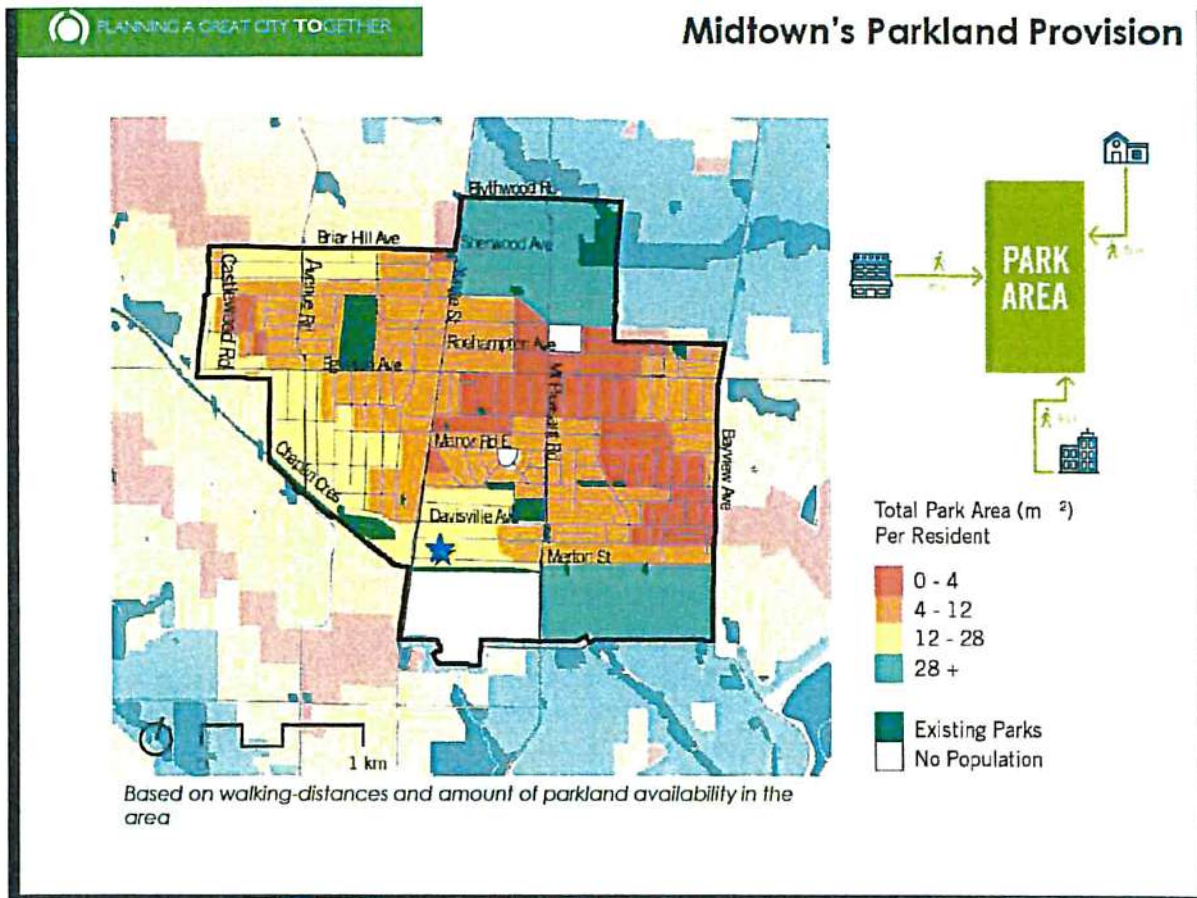 PLANNING A GREAT CITY TOGETHER
Midtown's Parkland Provision
Blythwood Rd
Briar Hill Ave
Sherwood Ave
Castlewood Rd
Avenue Rd
St
Roehampton Ave
Ave
Mt Pleasant Rd
Manor Rd E
Bayview Ave
Chaplin Cres
Davisville Ave
Merton St
1 km
Based on walking-distances and amount of parkland availability in the
area
PARK
AREA
Total Park Area (m 2)
Per Resident
0 - 4
4 - 12
12 - 28
28 +
Existing Parks
No Population